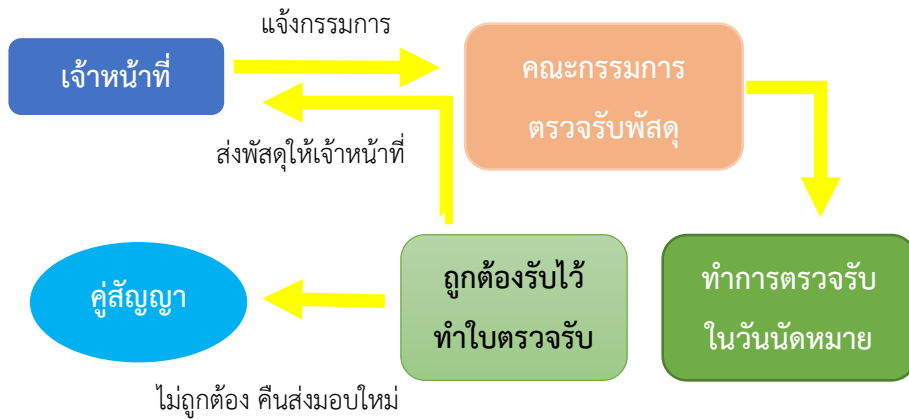 แจ้งกรรมการ
เจ้าหน้าที่
คณะกรรมการ
ตรวจรับพัสดุ
ส่งพัสดุให้เจ้าหน้าที่
คู่สัญญา
ถูกต้องรับไว้
ทำใบตรวจรับ
ทำการตรวจรับ
ในวันนัดหมาย
ไม่ถูกต้อง คืนส่งมอบใหม่